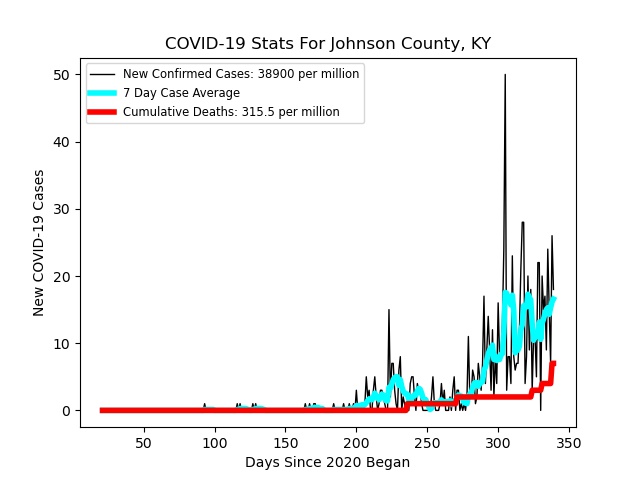 COVID-19 Stats For Johnson County, KY
New Confirmed Cases: 38900 per million
7 Day Case Average
Cumulative Deaths: 315.5 per million
New COVID-19 Cases
50
40
30
20
10
0
50 100 150 200 250 300 350
Days Since 2020 Began